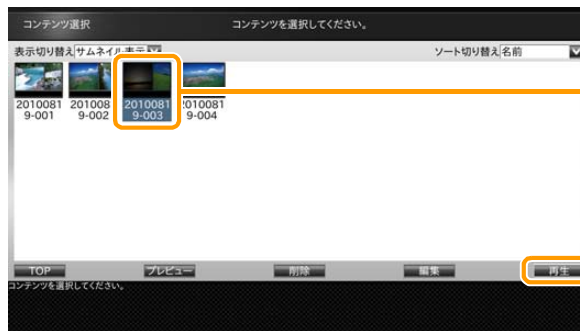 コンテンツ選択 コンテンツを選択してください。
表示切り替え サムネイル表示 ソート切り替え 名前
2010081 201008 2010081 2010081
9-001 9-002 9-003 9-004
TOP プレビュー 削除 編集 再生
コンテンツを選択してください。